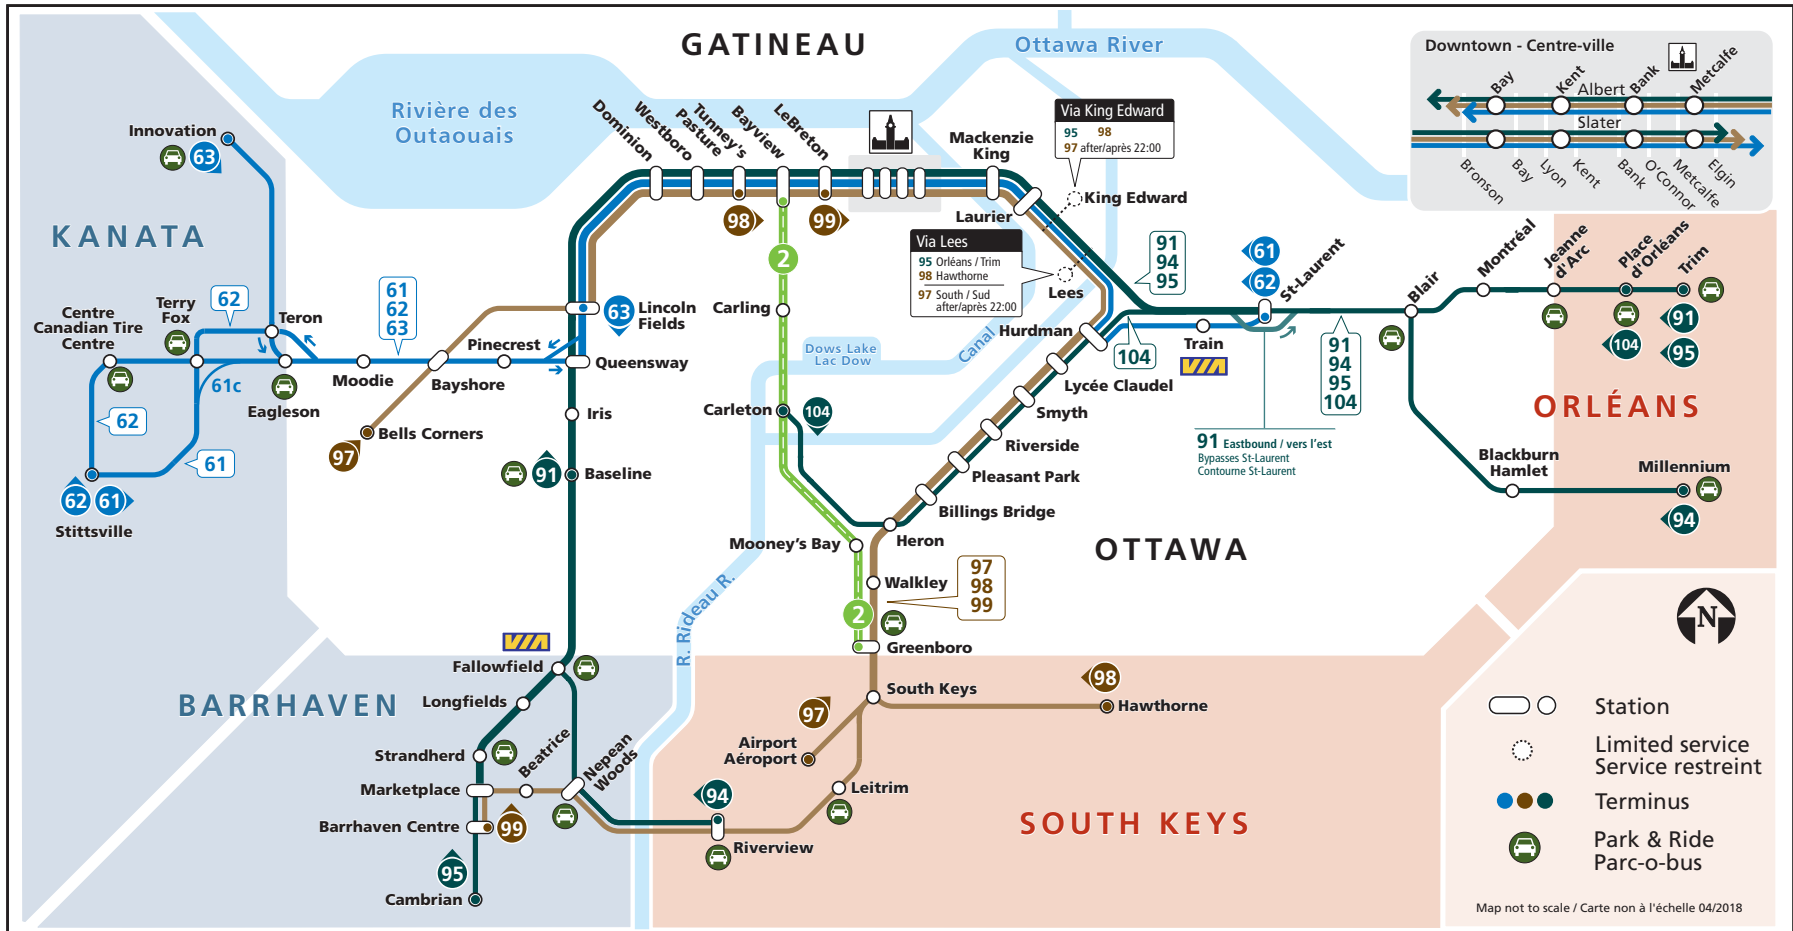 GATINEAU
Ottawa River
Rivière des
Outaouais
Downtown - Centre-ville
Bay
Kent
Bank
Metcalfe
Albert
Slater
Bronson
Bay
Lyon
Kent
Bank
O'Connor
Metcalfe
Elgin
Innovation
63
KANATA
Dominion
Westboro
Tunney's
Pasture
Bayview
LeBreton
98
99
Mackenzie
King
Laurier
Via King Edward
95 98
97 after/après 22:00
King Edward
Via Lees
95 Orléans / Trim
98 Hawthorne
97 South / Sud
after/après 22:00
Lees
91
94
95
61
62
St-Laurent
Blair
Montréal
Jeanne
d'Arc
Place
d'Orléans
Trim
91
95
104
ORLÉANS
Centre
Canadian Tire
Centre
Terry
Fox
62
Teron
61
62
63
Lincoln
Fields
63
Pinecrest
Queensway
Moodie
Bayshore
Eagleson
61c
62
61
62
61
Stittsville
97
Bells Corners
Iris
91
Baseline
2
Carling
Dows Lake
Lac Dow
Canal
Carleton
104
Hurdman
104
Train
VIA
Lycée Claudel
Smyth
Riverside
Pleasant Park
Billings Bridge
Heron
91
94
95
104
91 Eastbound / vers l'est
Bypasses St-Laurent
Contourne St-Laurent
Blackburn
Hamlet
Millennium
94
Mooney's Bay
OTTAWA
Walkley
97
98
99
2
Greenboro
R. Rideau R.
VIA
Fallowfield
Longfields
BARRHAVEN
Strandherd
Beatrice
Nepean
Woods
Marketplace
Barrhaven Centre
99
95
Cambrian
94
Riverview
South Keys
98
Hawthorne
97
Airport
Aéroport
Leitrim
SOUTH KEYS
N
Station
Limited service
Service restreint
Terminus
Park & Ride
Parc-o-bus
Map not to scale / Carte non à l'échelle 04/2018